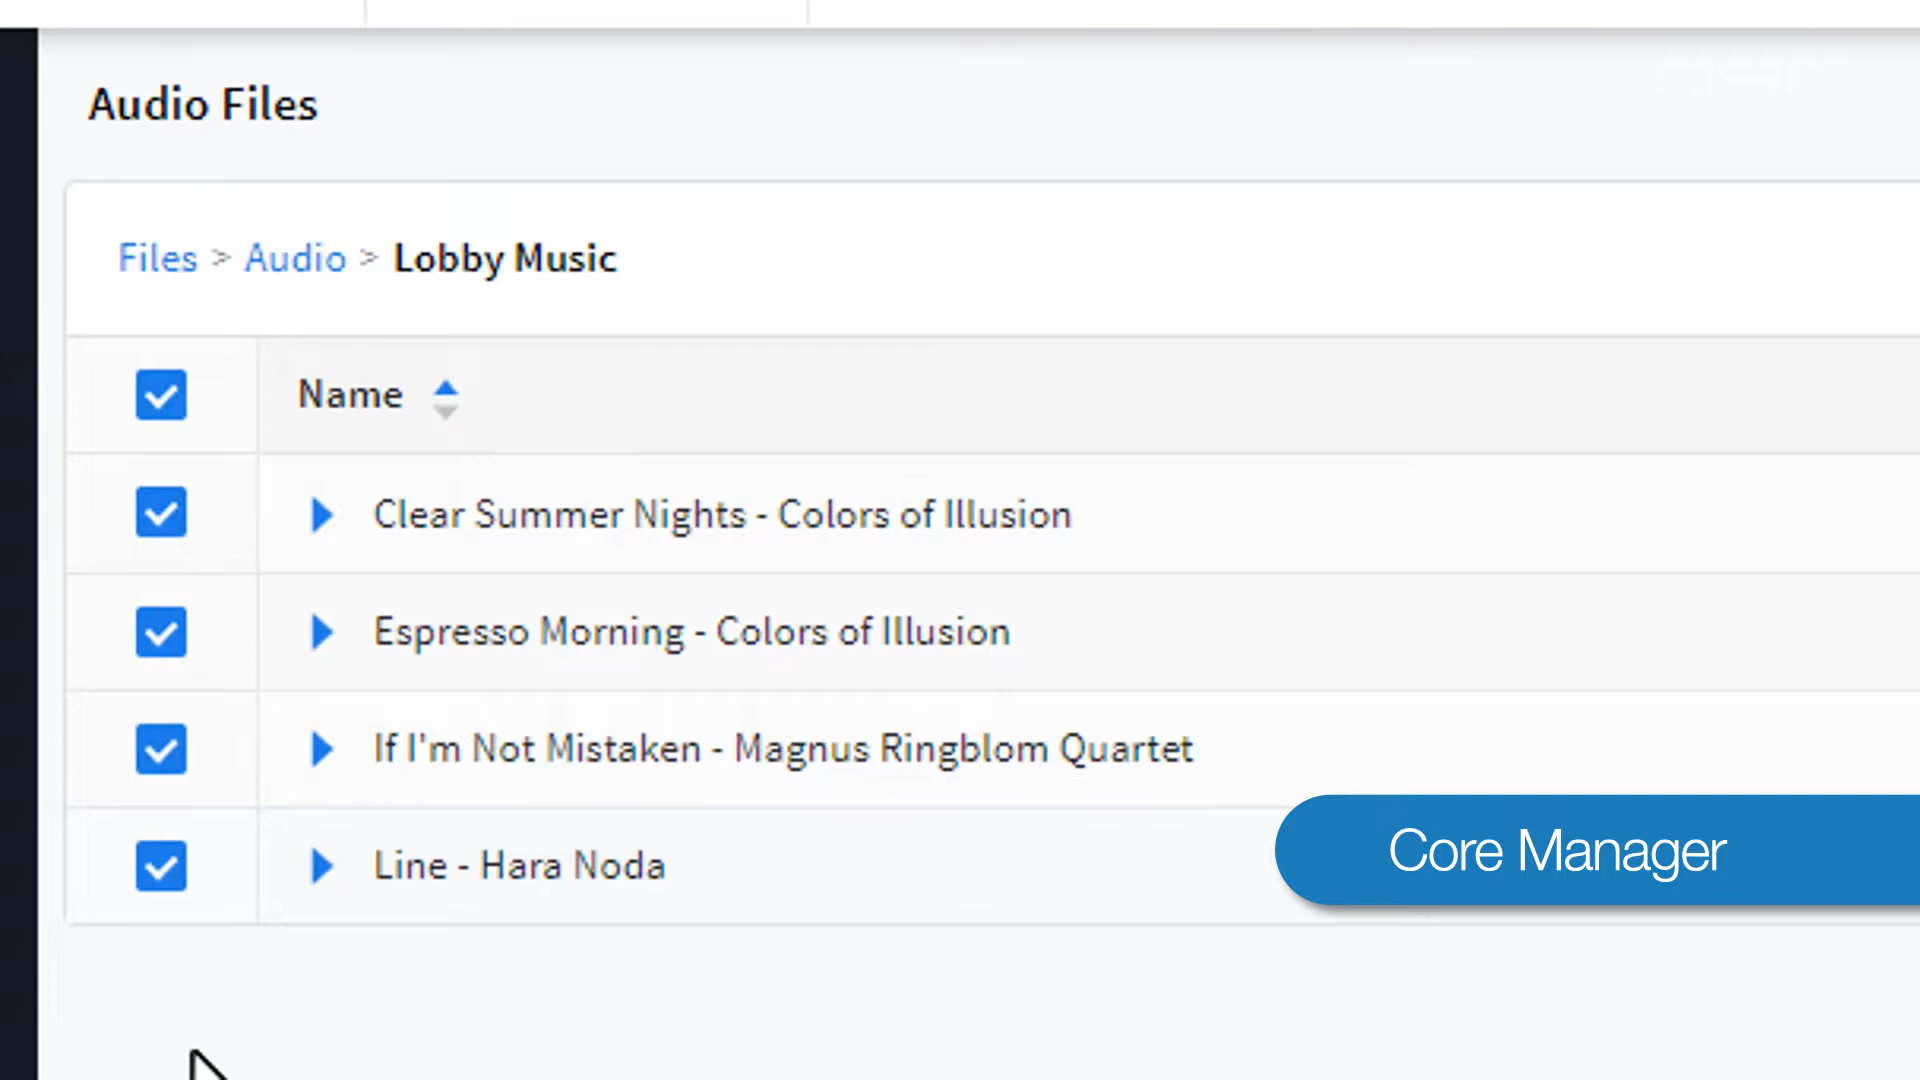 Audio Files
Files > Audio > Lobby Music
Name
Clear Summer Nights - Colors of Illusion
Espresso Morning - Colors of Illusion
If I'm Not Mistaken - Magnus Ringblom Quartet
Line - Hara Noda
Core Manager